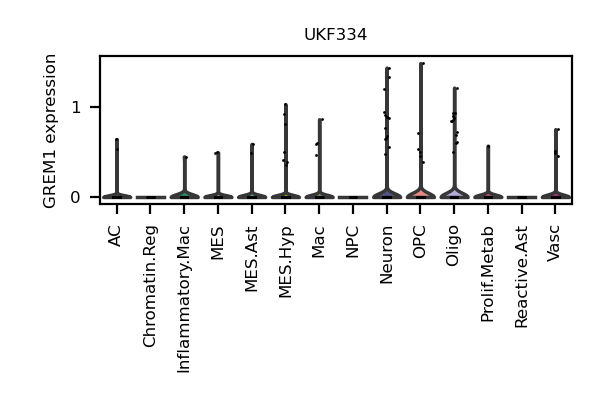 UKF334
GREM1 expression
1
0
AC
Chromatin.Reg
Inflammatory.Mac
MES
MES.Ast
MES.Hyp
Mac
NPC
Neuron
OPC
Oligo
Prolif.Metab
Reactive.Ast
Vasc